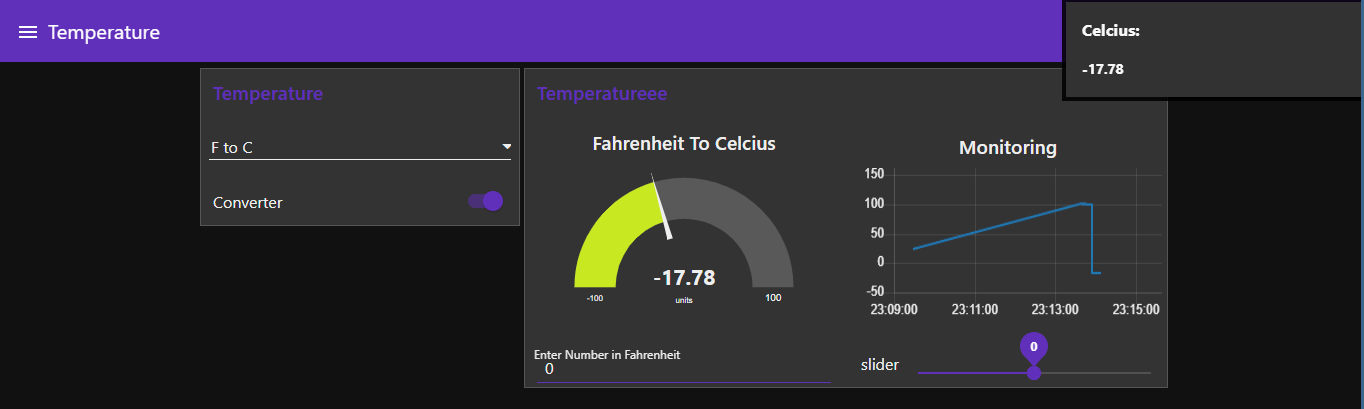 Temperature
Celcius:
-17.78
Temperature
F to C
Converter
Temperatureee
Fahrenheit To Celcius
-17.78
units
-100
100
Enter Number in Fahrenheit
0
Monitoring
150
100
50
0
-50
23:09:00 23:11:00 23:13:00 23:15:00
slider
0